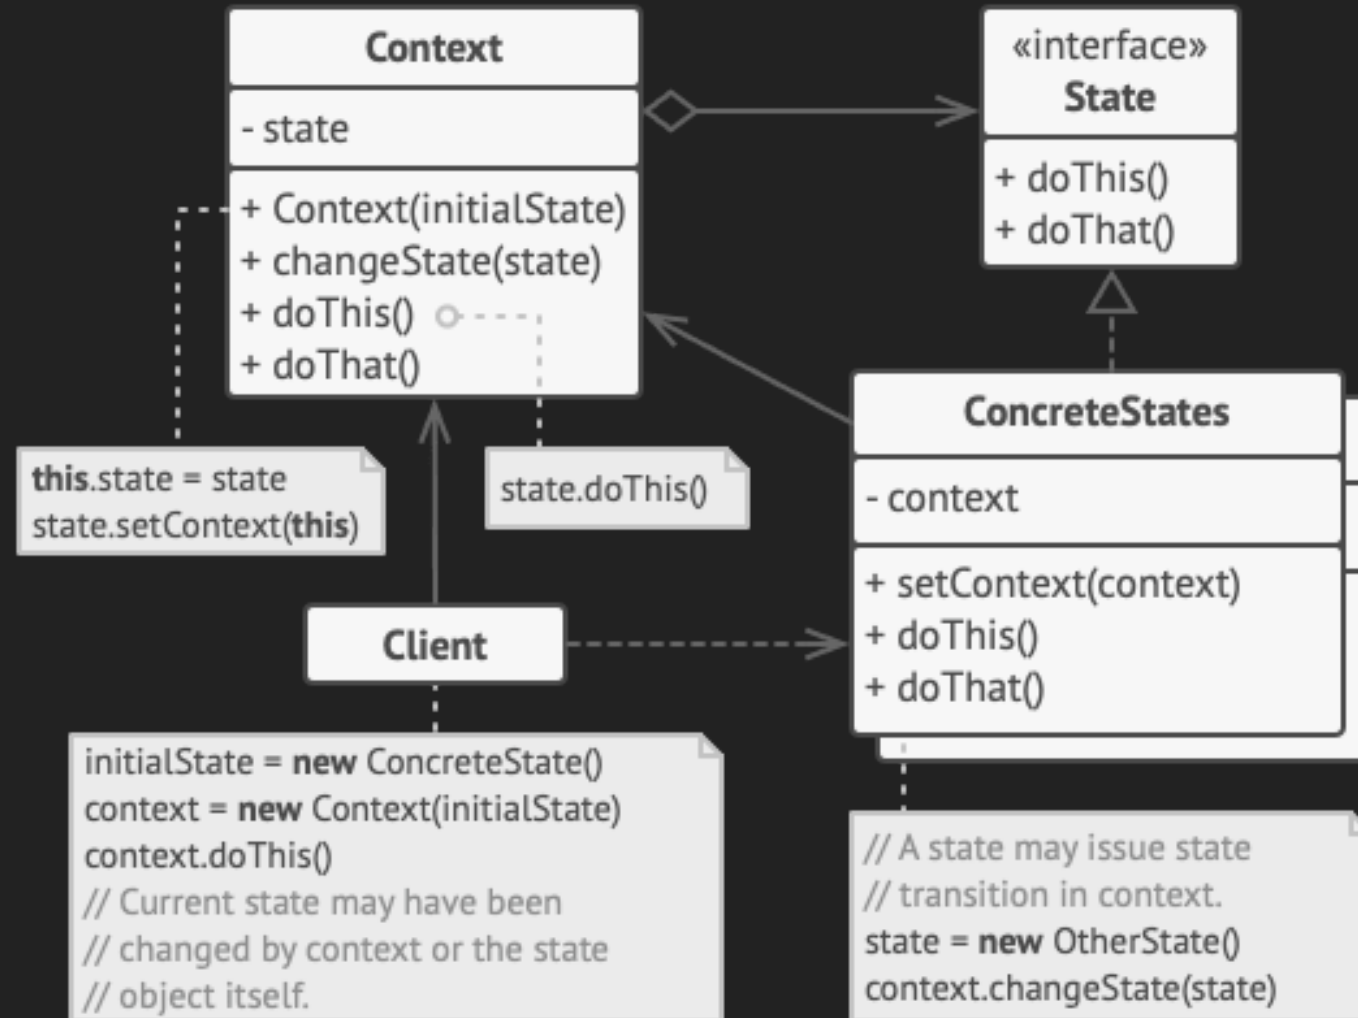 Context
- state
+ Context(initialState)
+ changeState(state)
+ doThis()
+ doThat()
«interface»
State
+ doThis()
+ doThat()
this.state = state
state.setContext(this)
state.doThis()
ConcreteStates
- context
+ setContext(context)
+ doThis()
+ doThat()
Client
initialState = new ConcreteState()
context = new Context(initialState)
context.doThis()
// Current state may have been
// changed by context or the state
// object itself.
// A state may issue state
// transition in context.
state = new OtherState()
context.changeState(state)